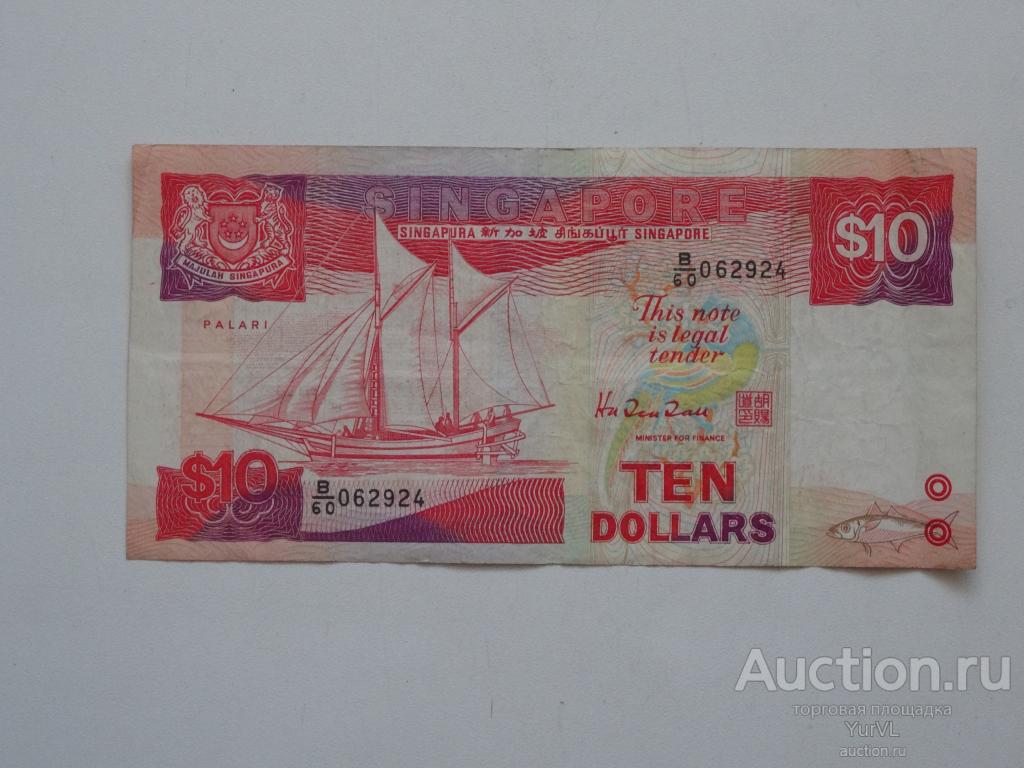 SINGAPORE
SINGAPURA 新加坡 சிங்கப்பூர் SINGAPORE
$10
MAJULAH SINGAPURA
B/60 062924
PALARI
This note
is legal
tender
MINISTER FOR FINANCE
$10
B/60 062924
TEN
DOLLARS
Auction.ru
торговая площадка
YurVL
auction.ru